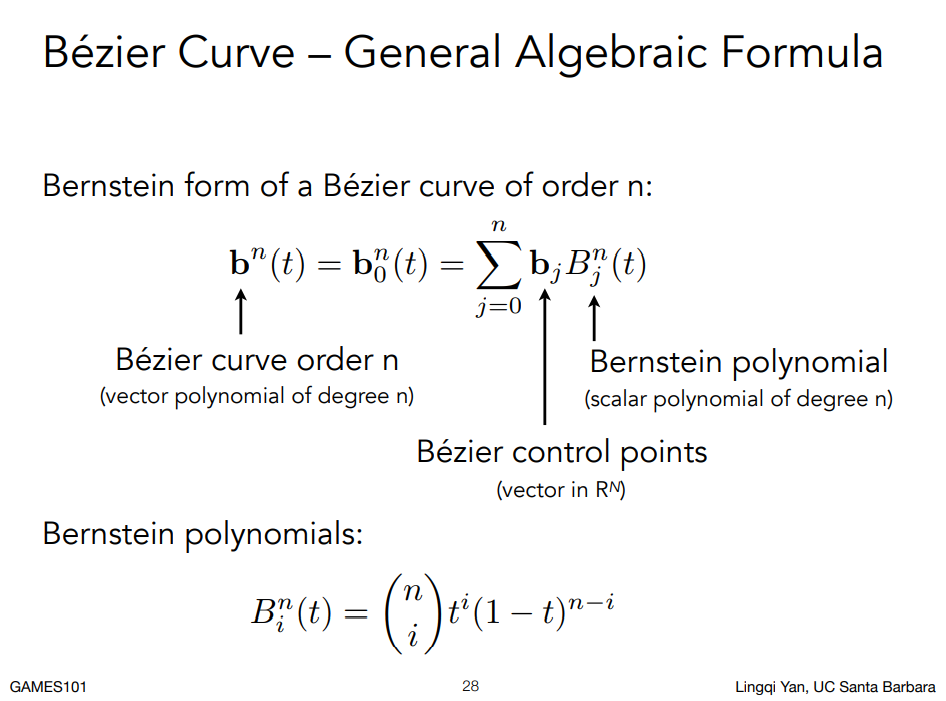 Bézier Curve – General Algebraic Formula
Bernstein form of a Bézier curve of order n:
$\mathbf{b}^n(t) = \mathbf{b}_0^n(t) = \sum_{j=0}^{n} \mathbf{b}_j B_j^n(t)$
Bézier curve order n
(vector polynomial of degree n)
Bernstein polynomial
(scalar polynomial of degree n)
Bézier control points
(vector in Rᴺ)
Bernstein polynomials:
$B_i^n(t) = \binom{n}{i} t^i (1 - t)^{n-i}$
GAMES101
28
Lingqi Yan, UC Santa Barbara